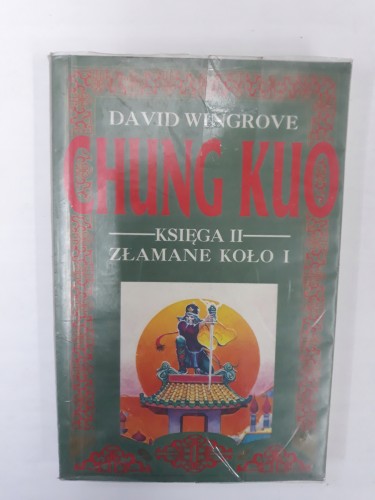 DAVID WINGROVE
CHUNG KUO
KSIĘGA II
ZŁAMANE KOŁO I